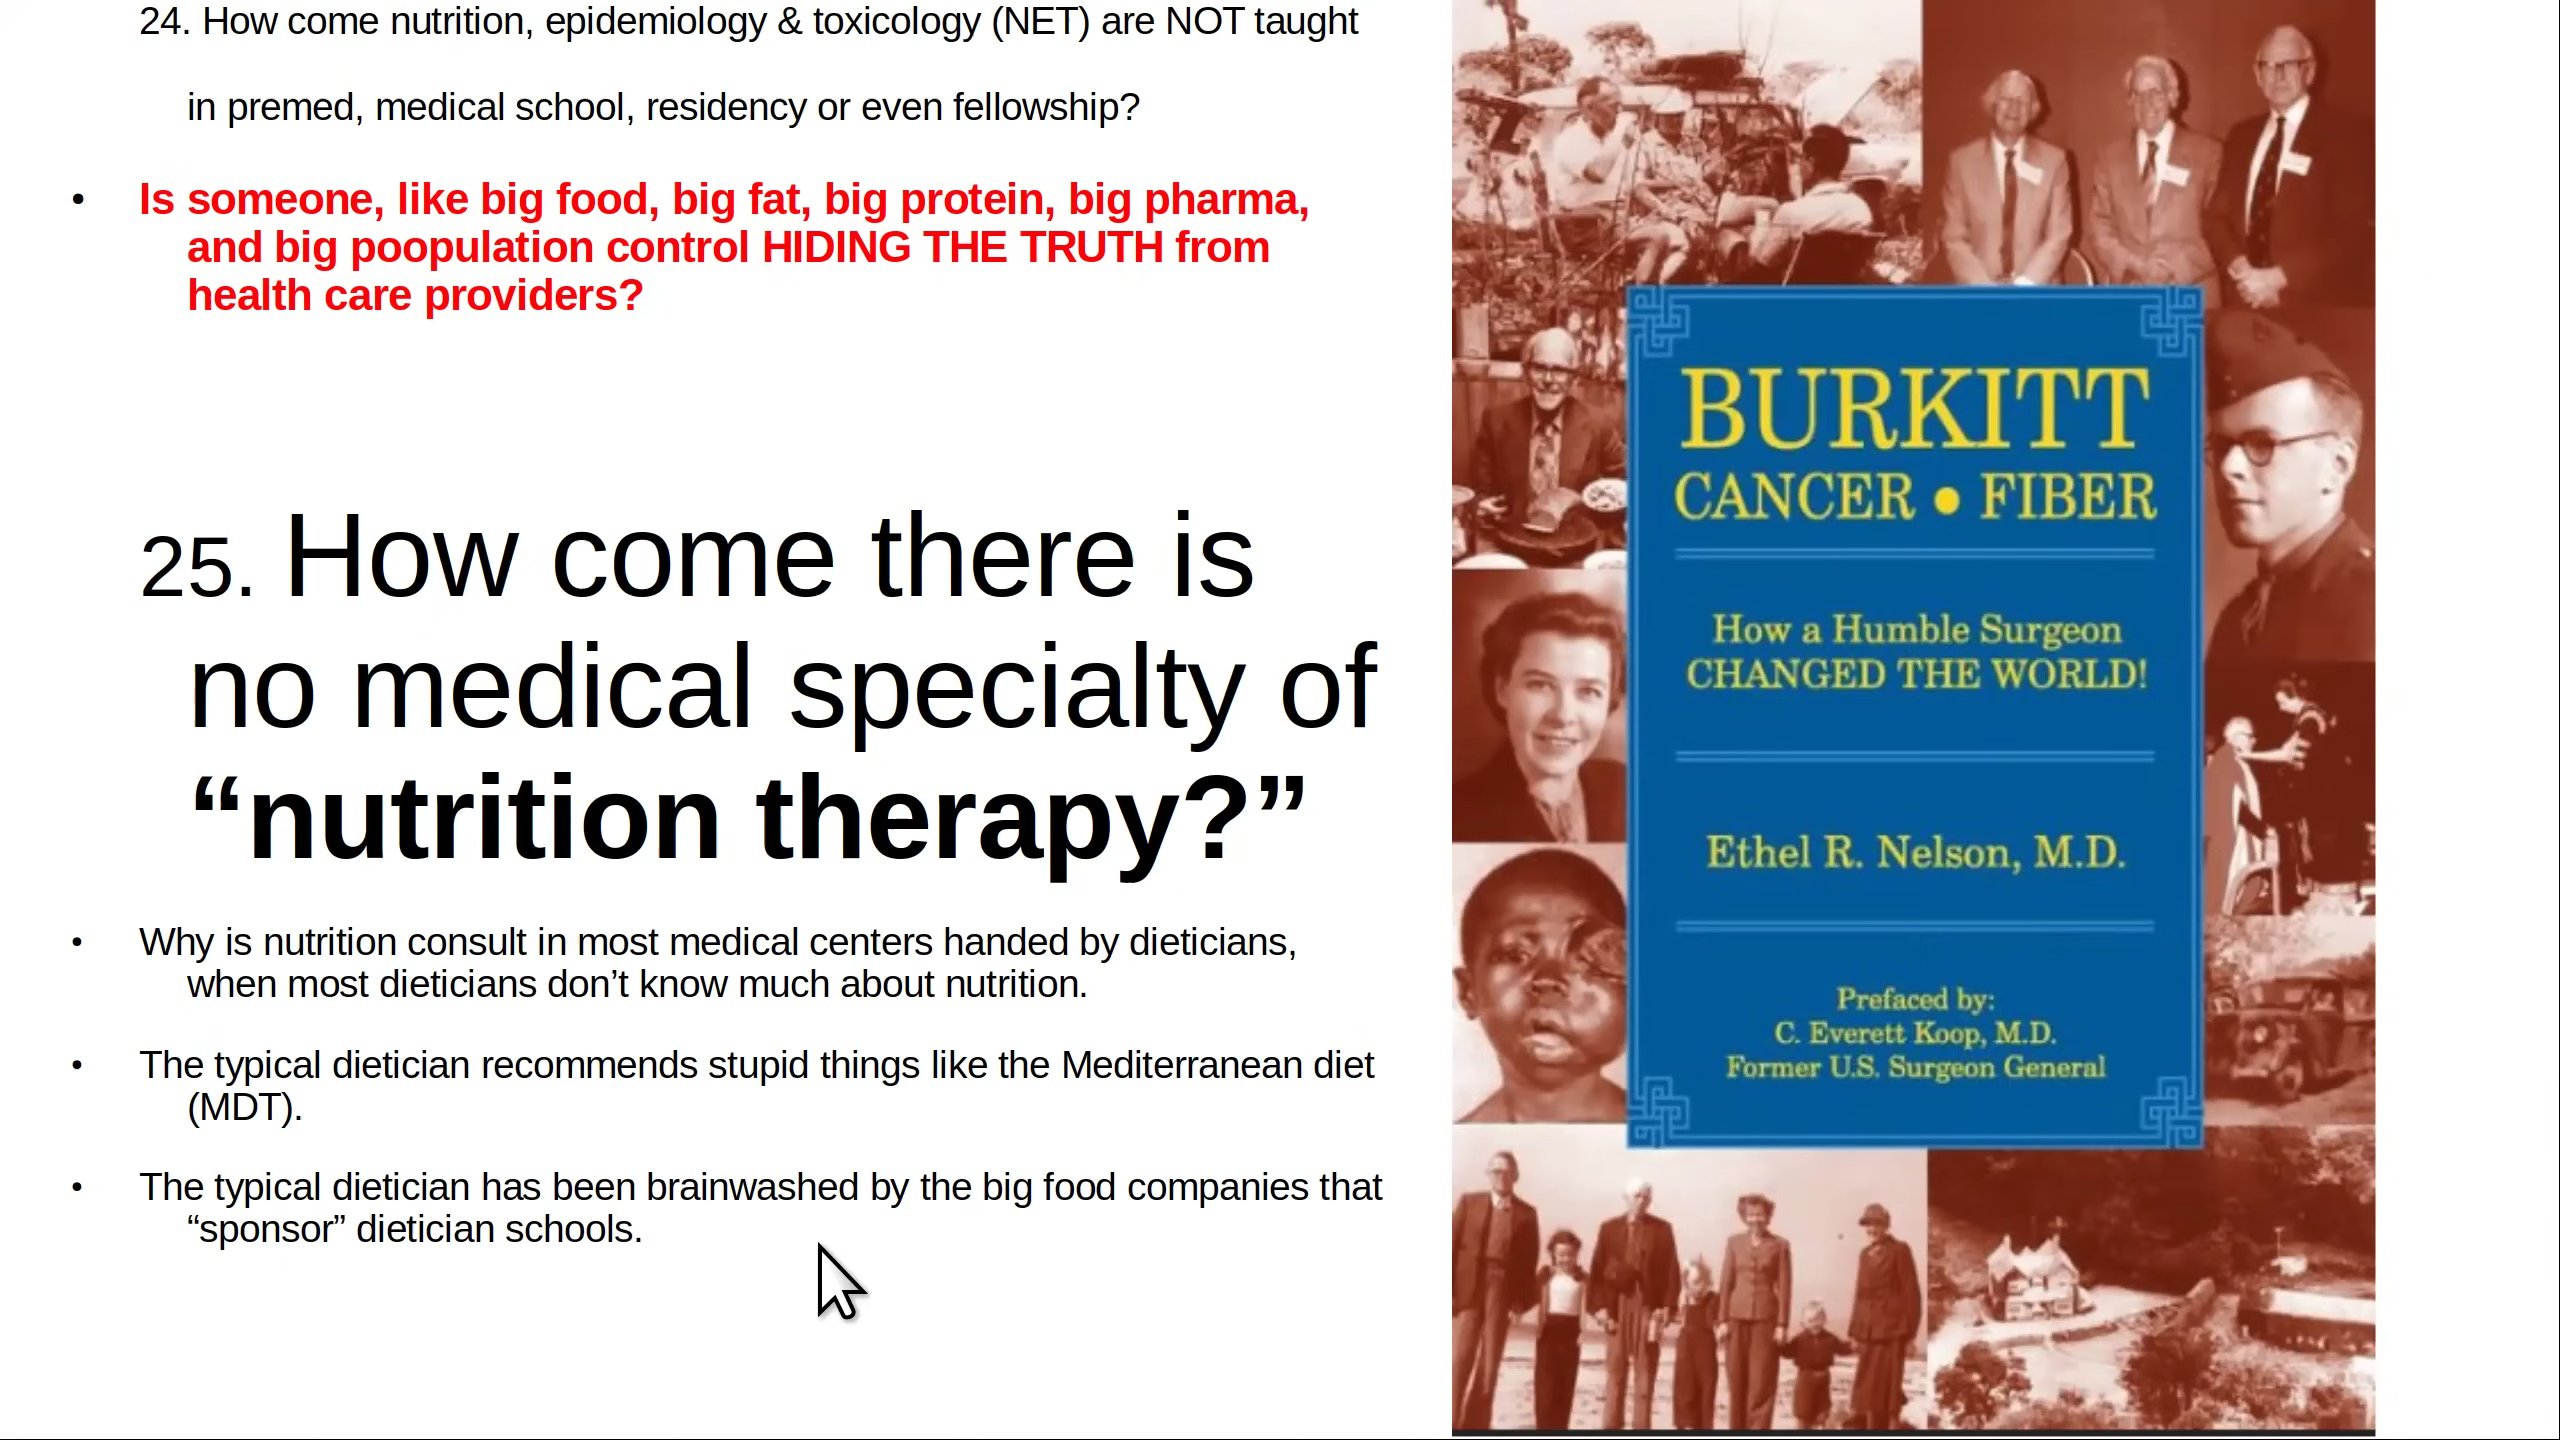 24. How come nutrition, epidemiology & toxicology (NET) are NOT taught
in premed, medical school, residency or even fellowship?
• Is someone, like big food, big fat, big protein, big pharma,
and big poopulation control HIDING THE TRUTH from
health care providers?
25. How come there is
no medical specialty of
“nutrition therapy?”
• Why is nutrition consult in most medical centers handed by dieticians,
when most dieticians don’t know much about nutrition.
• The typical dietician recommends stupid things like the Mediterranean diet
(MDT).
• The typical dietician has been brainwashed by the big food companies that
“sponsor” dietician schools.
BURKITT
CANCER • FIBER
How a Humble Surgeon
CHANGED THE WORLD!
Ethel R. Nelson, M.D.
Prefaced by:
C. Everett Koop, M.D.
Former U.S. Surgeon General